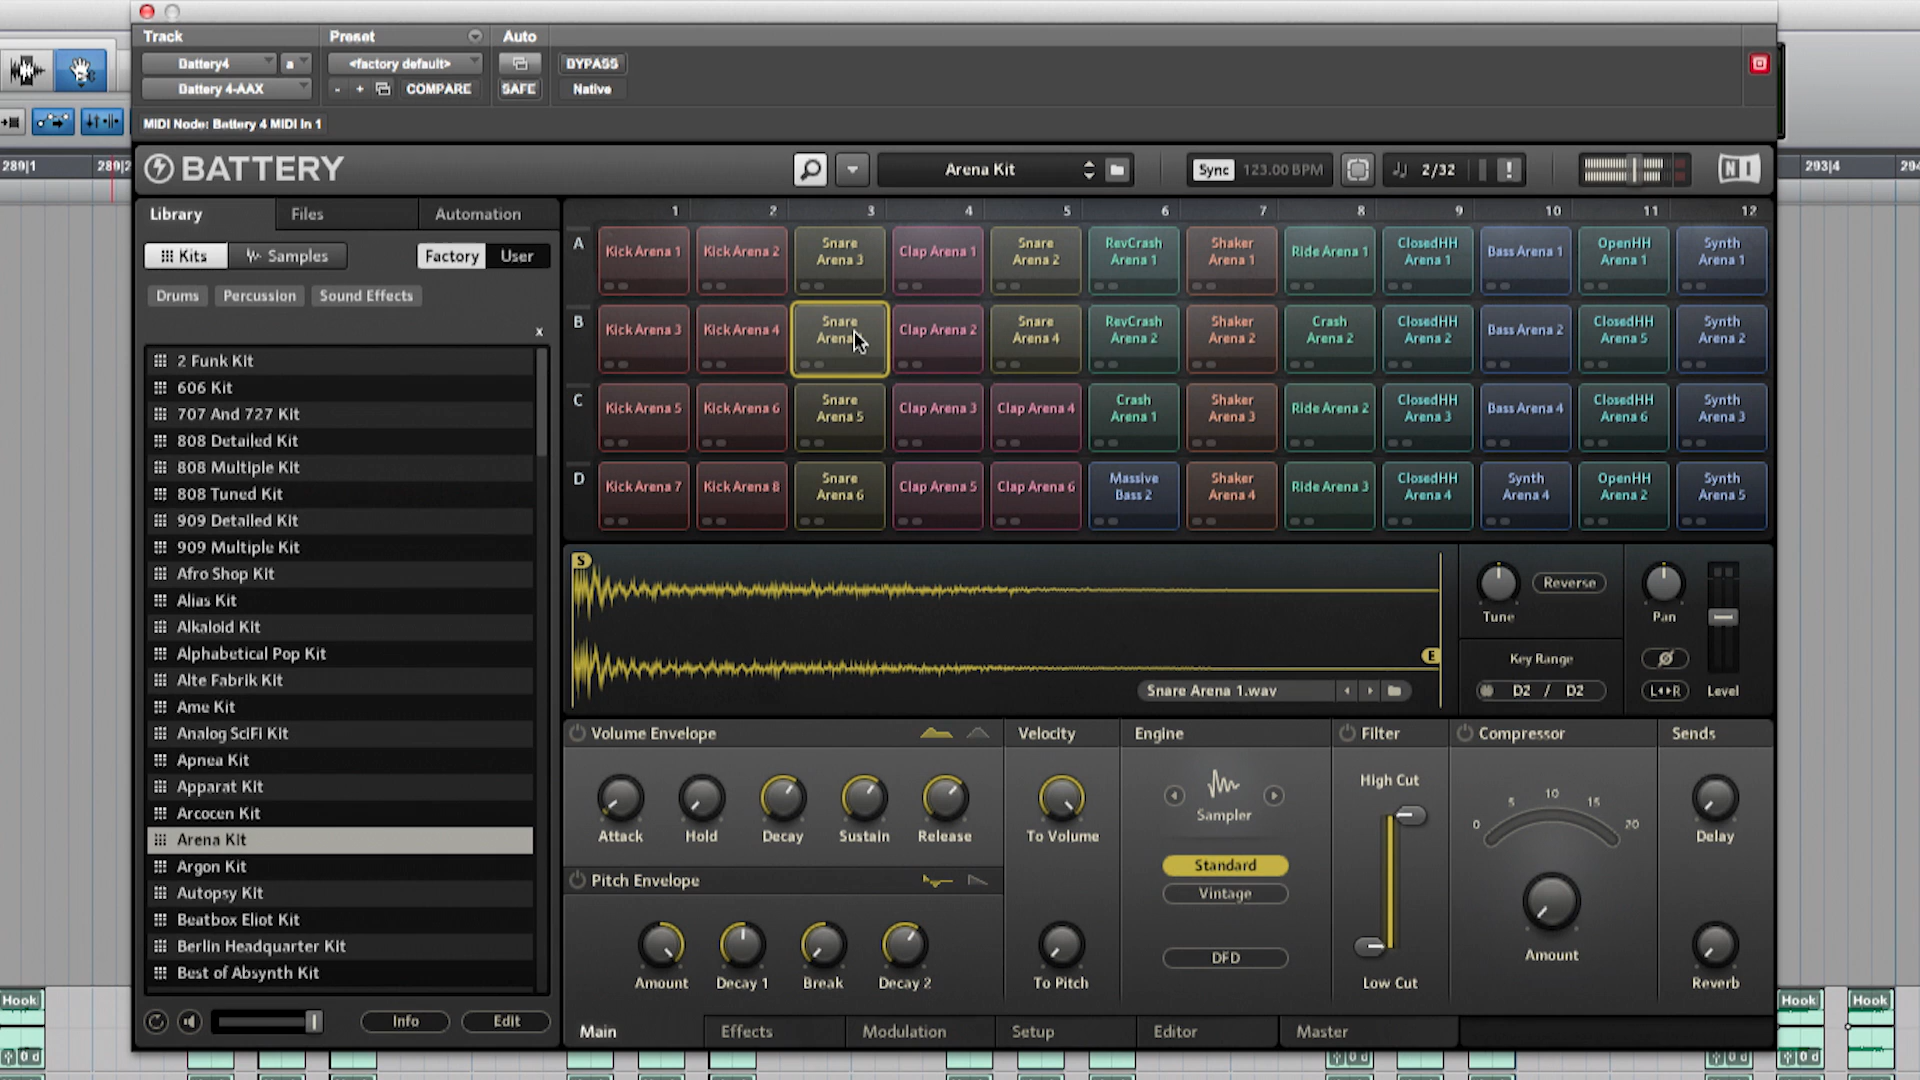 Track
Preset
Auto
Battery4
a
<factory default>
BYPASS
Battery 4-AAX
- +
COMPARE
SAFE
Native
MIDI Node: Battery 4 MIDI In 1
289|1
289|2
293|4
294
BATTERY
Arena Kit
Sync
123.00 BPM
2/32
!
NI
Library
Files
Automation
Kits
Samples
Factory
User
Drums
Percussion
Sound Effects
x
2 Funk Kit
606 Kit
707 And 727 Kit
808 Detailed Kit
808 Multiple Kit
808 Tuned Kit
909 Detailed Kit
909 Multiple Kit
Afro Shop Kit
Alias Kit
Alkaloid Kit
Alphabetical Pop Kit
Alte Fabrik Kit
Ame Kit
Analog SciFi Kit
Apnea Kit
Apparat Kit
Arcocen Kit
Arena Kit
Argon Kit
Autopsy Kit
Beatbox Eliot Kit
Berlin Headquarter Kit
Best of Absynth Kit
Info
Edit
1 2 3 4 5 6 7 8 9 10 11 12
A
Kick Arena 1
Kick Arena 2
Snare
Arena 3
Clap Arena 1
Snare
Arena 2
RevCrash
Arena 1
Shaker
Arena 1
Ride Arena 1
ClosedHH
Arena 1
Bass Arena 1
OpenHH
Arena 1
Synth
Arena 1
B
Kick Arena 3
Kick Arena 4
Snare
Arena
Clap Arena 2
Snare
Arena 4
RevCrash
Arena 2
Shaker
Arena 2
Crash
Arena 2
ClosedHH
Arena 2
Bass Arena 2
ClosedHH
Arena 5
Synth
Arena 2
C
Kick Arena 5
Kick Arena 6
Snare
Arena 5
Clap Arena 3
Clap Arena 4
Crash
Arena 1
Shaker
Arena 3
Ride Arena 2
ClosedHH
Arena 3
Bass Arena 4
ClosedHH
Arena 6
Synth
Arena 3
D
Kick Arena 7
Kick Arena 8
Snare
Arena 6
Clap Arena 5
Clap Arena 6
Massive
Bass 2
Shaker
Arena 4
Ride Arena 3
ClosedHH
Arena 4
Synth
Arena 4
OpenHH
Arena 2
Synth
Arena 5
S
E
Snare Arena 1.wav
Tune
Reverse
Key Range
D2 / D2
Pan
L R
Level
Volume Envelope
Attack
Hold
Decay
Sustain
Release
Pitch Envelope
Amount
Decay 1
Break
Decay 2
Velocity
To Volume
To Pitch
Engine
Sampler
Standard
Vintage
DFD
Filter
High Cut
Low Cut
Compressor
0 5 10 15 20
Amount
Sends
Delay
Reverb
Main
Effects
Modulation
Setup
Editor
Master
Hook
Hook
Hook
0 d
0 d
0 d
0 d